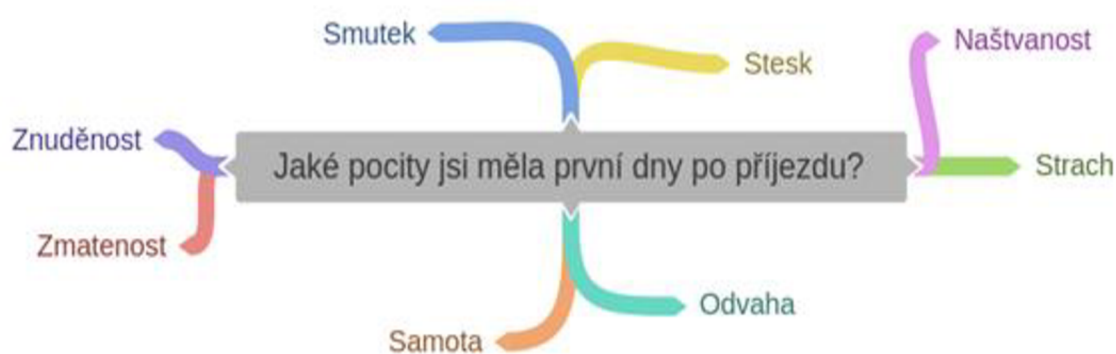 Smutek
Stesk
Naštvanost
Znuděnost
Jaké pocity jsi měla první dny po příjezdu?
Strach
Zmatenost
Odvaha
Samota